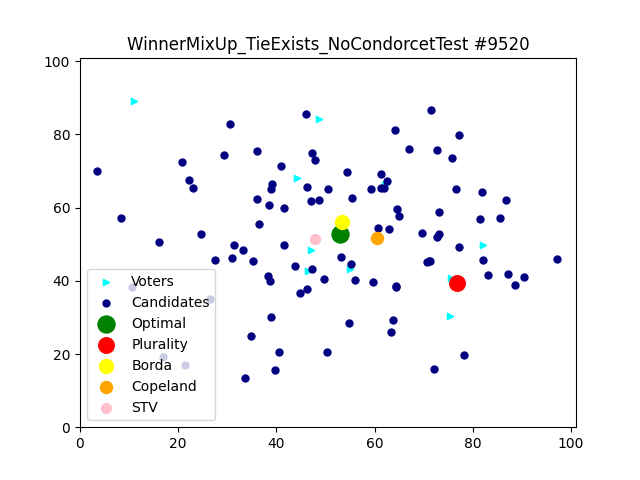 WinnerMixUp_TieExists_NoCondorcetTest #9520
100
80
60
40
20
0
0
20
40
60
80
100
Voters
Candidates
Optimal
Plurality
Borda
Copeland
STV